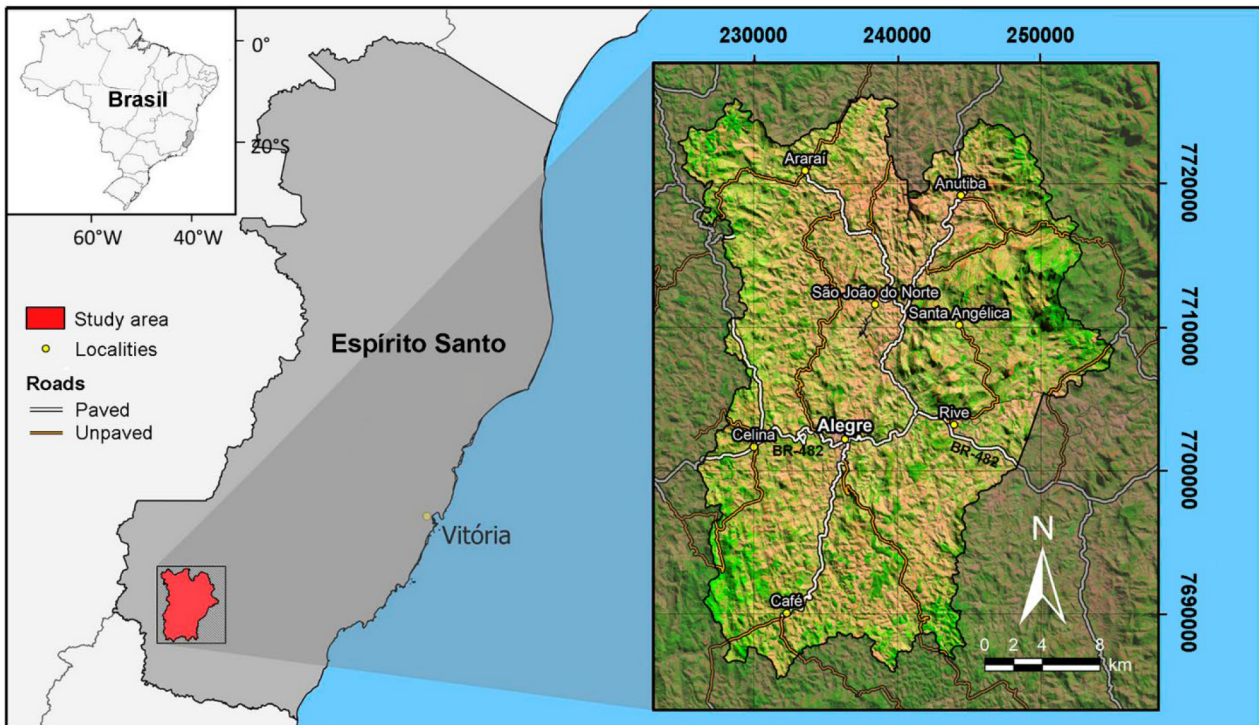 Brasil
0°
20°S
60°W
40°W
Study area
Localities
Roads
Paved
Unpaved
Espírito Santo
Vitória
230000
240000
250000
7720000
7710000
7700000
7690000
Araraí
Anutiba
São João do Norte
Santa Angélica
Rive
Alegre
Celina
BR-482
BR-482
Café
N
0 2 4 8
km